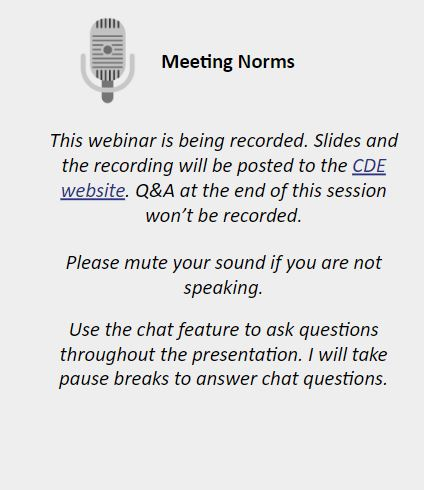 Meeting Norms
This webinar is being recorded. Slides and
the recording will be posted to the CDE
website. Q&A at the end of this session
won’t be recorded.
Please mute your sound if you are not
speaking.
Use the chat feature to ask questions
throughout the presentation. I will take
pause breaks to answer chat questions.